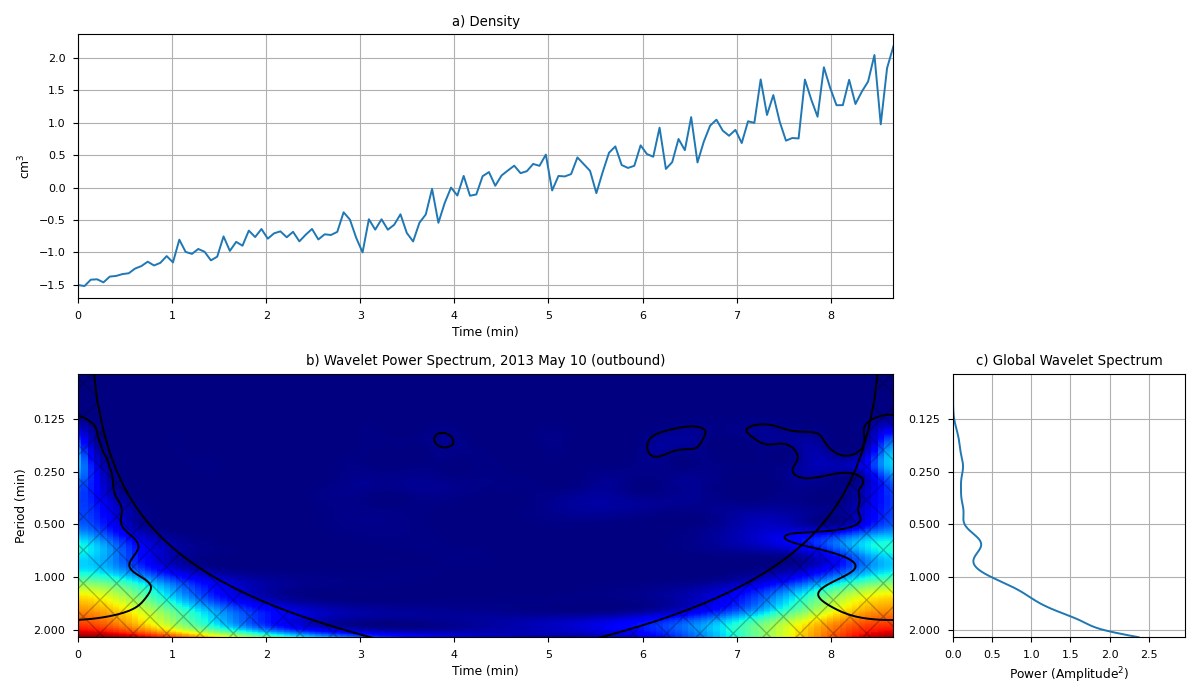 a) Density
cm³
2.0
1.5
1.0
0.5
0.0
−0.5
−1.0
−1.5
0 1 2 3 4 5 6 7 8
Time (min)
b) Wavelet Power Spectrum, 2013 May 10 (outbound)
Period (min)
0.125
0.250
0.500
1.000
2.000
0 1 2 3 4 5 6 7 8
Time (min)
c) Global Wavelet Spectrum
0.125
0.250
0.500
1.000
2.000
0.0 0.5 1.0 1.5 2.0 2.5
Power (Amplitude²)